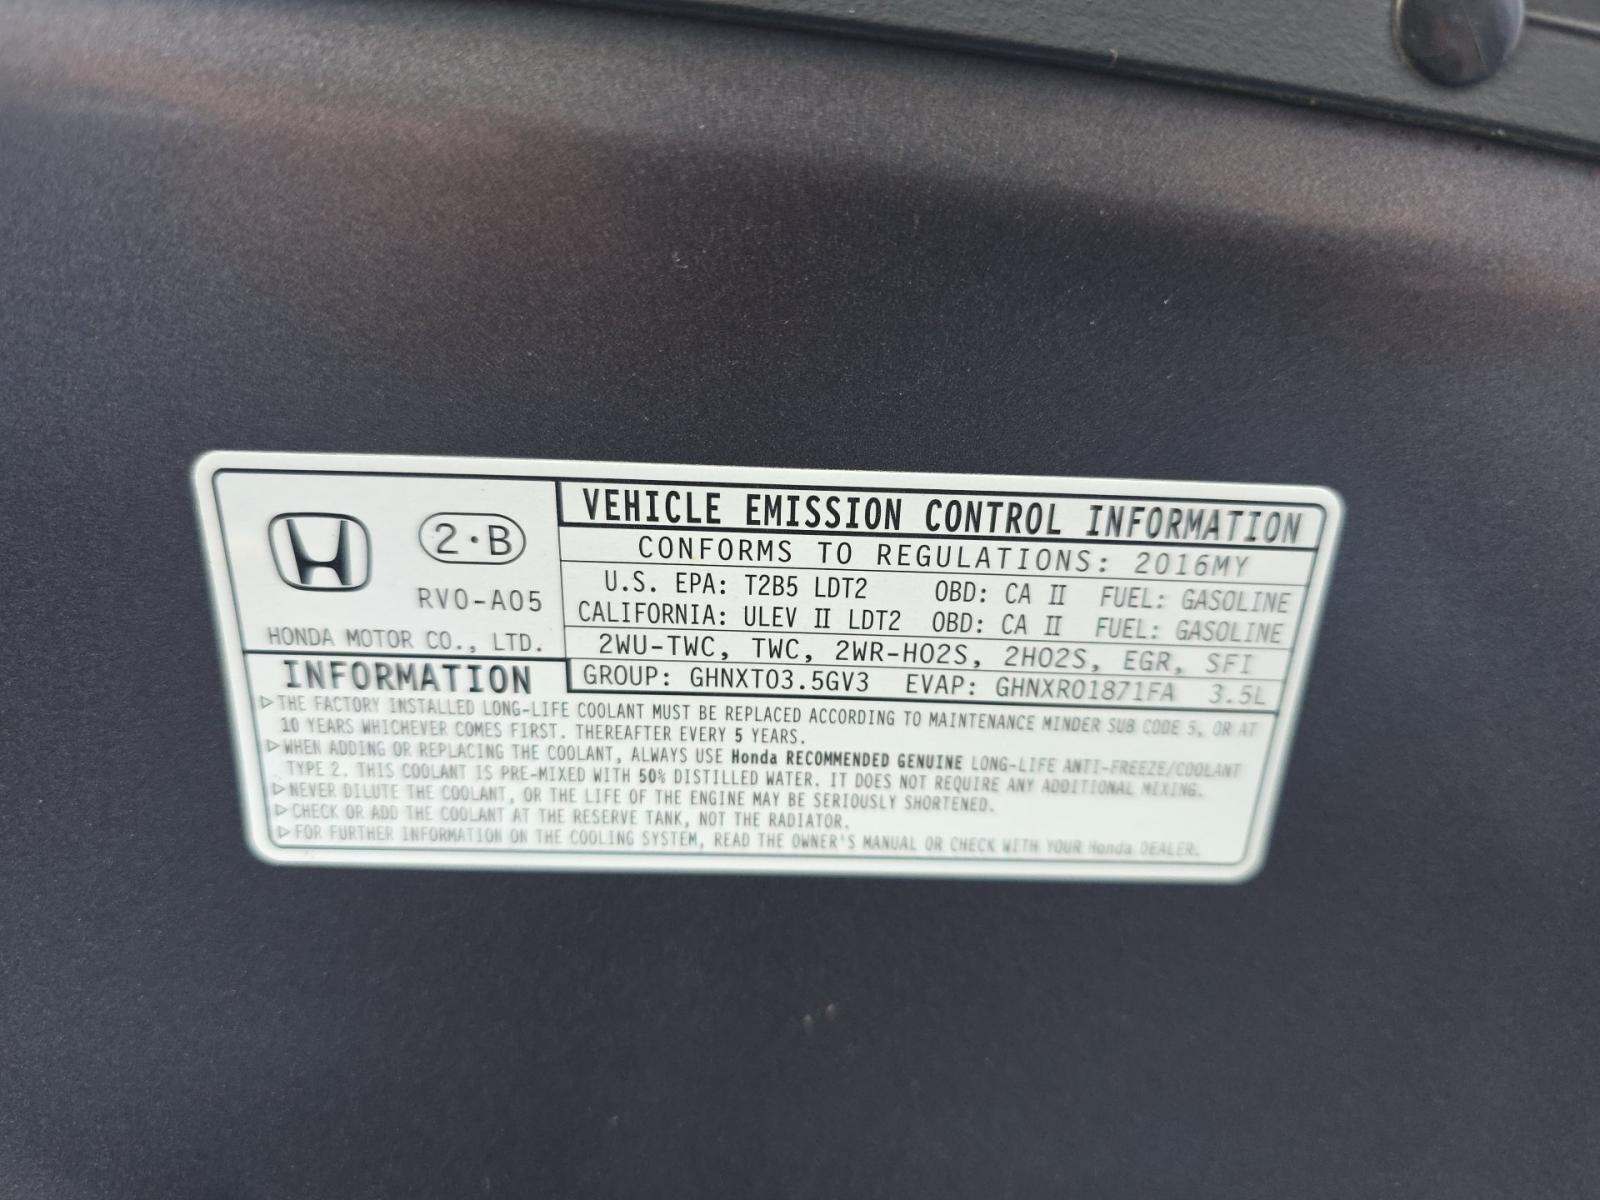 2·B
RV0-A05
HONDA MOTOR CO., LTD.
VEHICLE EMISSION CONTROL INFORMATION
CONFORMS TO REGULATIONS: 2016MY
U.S. EPA: T2B5 LDT2 OBD: CA II FUEL: GASOLINE
CALIFORNIA: ULEV II LDT2 OBD: CA II FUEL: GASOLINE
2WU-TWC, TWC, 2WR-HO2S, 2HO2S, EGR, SFI
GROUP: GHNXT03.5GV3 EVAP: GHNXR01871FA 3.5L
INFORMATION
▷THE FACTORY INSTALLED LONG-LIFE COOLANT MUST BE REPLACED ACCORDING TO MAINTENANCE MINDER SUB CODE 5, OR AT
10 YEARS WHICHEVER COMES FIRST. THEREAFTER EVERY 5 YEARS.
▷WHEN ADDING OR REPLACING THE COOLANT, ALWAYS USE Honda RECOMMENDED GENUINE LONG-LIFE ANTI-FREEZE/COOLANT
TYPE 2. THIS COOLANT IS PRE-MIXED WITH 50% DISTILLED WATER. IT DOES NOT REQUIRE ANY ADDITIONAL MIXING.
▷NEVER DILUTE THE COOLANT, OR THE LIFE OF THE ENGINE MAY BE SERIOUSLY SHORTENED.
▷CHECK OR ADD THE COOLANT AT THE RESERVE TANK, NOT THE RADIATOR.
▷FOR FURTHER INFORMATION ON THE COOLING SYSTEM, READ THE OWNER'S MANUAL OR CHECK WITH YOUR Honda DEALER.